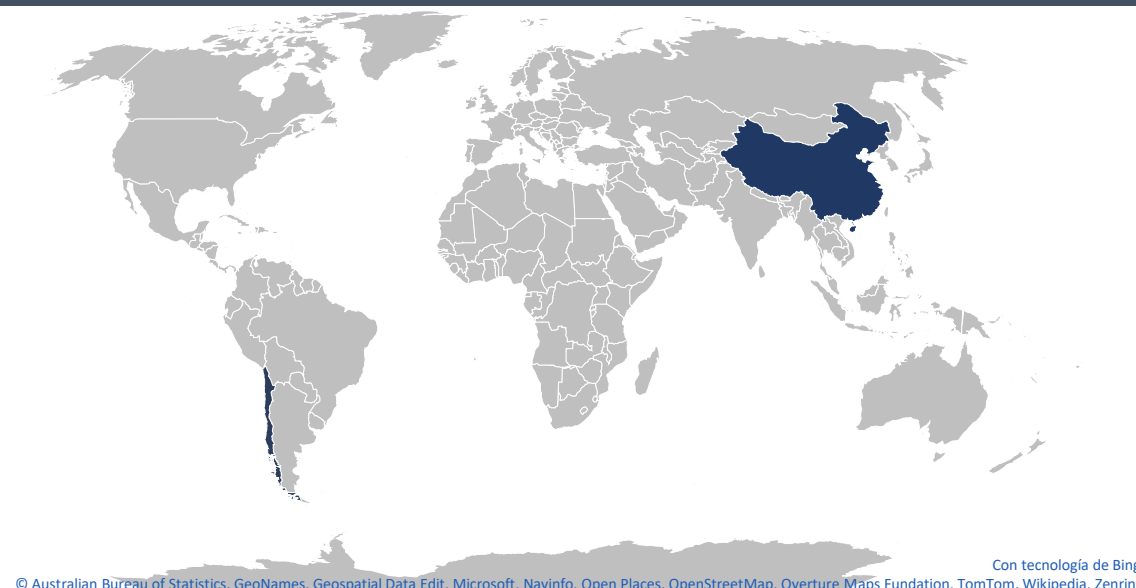 Con tecnología de Bing
© Australian Bureau of Statistics, GeoNames, Geospatial Data Edit, Microsoft, Navinfo, Open Places, OpenStreetMap, Overture Maps Fundation, TomTom, Wikipedia, Zenrin